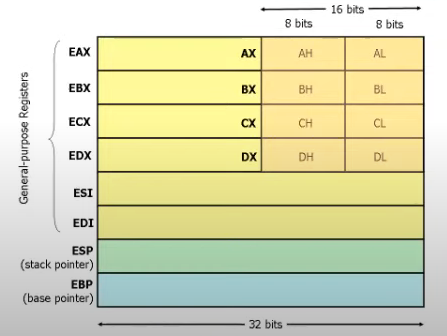 16 bits
8 bits 8 bits
EAX AX AH AL
EBX BX BH BL
ECX CX CH CL
EDX DX DH DL
General-purpose Registers
ESI
EDI
ESP
(stack pointer)
EBP
(base pointer)
32 bits